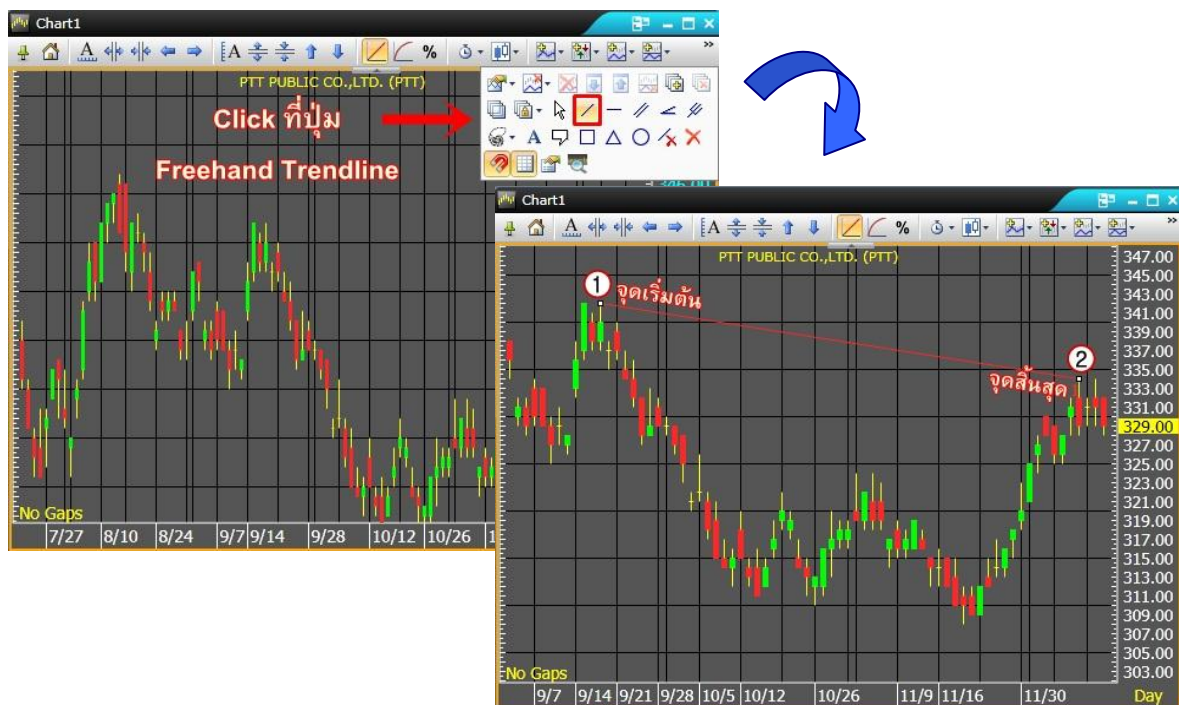 Chart1
A
A
%
PTT PUBLIC CO.,LTD. (PTT)
Click ที่ปุ่ม
Freehand Trendline
A
346.00
No Gaps
7/27 8/10 8/24 9/7 9/14 9/28 10/12 10/26 1
Chart1
A
A
%
PTT PUBLIC CO.,LTD. (PTT)
1 จุดเริ่มต้น
2
จุดสิ้นสุด
347.00
345.00
343.00
341.00
339.00
337.00
335.00
333.00
331.00
329.00
327.00
325.00
323.00
321.00
319.00
317.00
315.00
313.00
311.00
309.00
307.00
305.00
303.00
No Gaps
9/7 9/14 9/21 9/28 10/5 10/12 10/26 11/9 11/16 11/30 Day